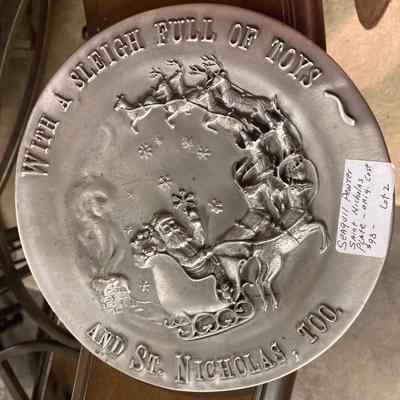 WITH A SLEIGH FULL OF TOYS
AND ST. NICHOLAS, TOO.
Seagull Pewter
Saint Nicholas
Plate - orig. Cost
$93-
Lot 2